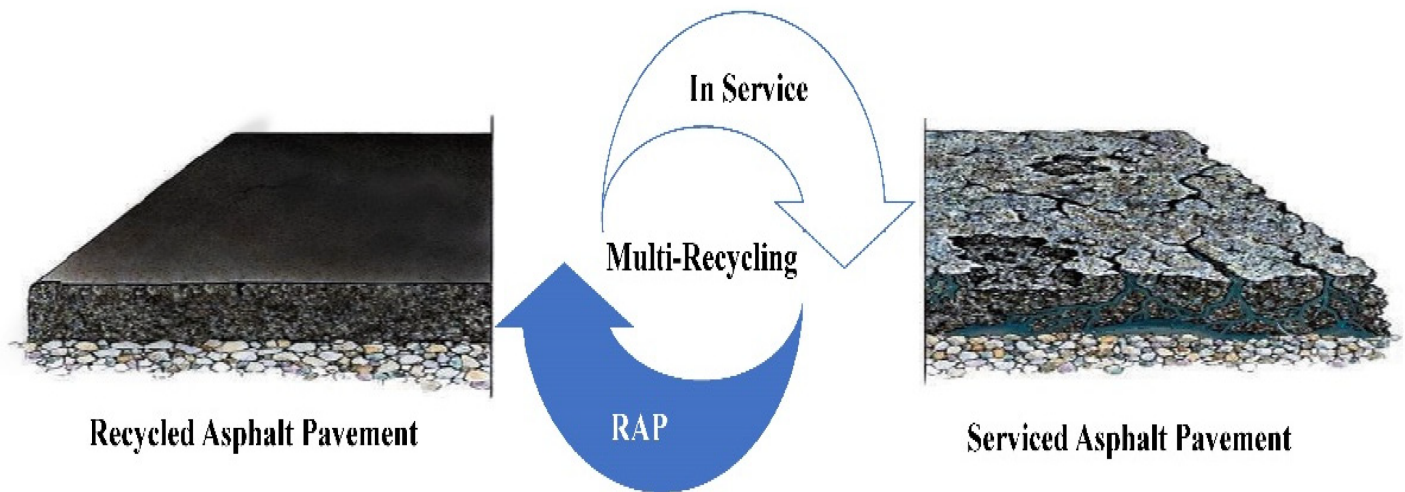 In Service
Multi-Recycling
RAP
Recycled Asphalt Pavement
Serviced Asphalt Pavement